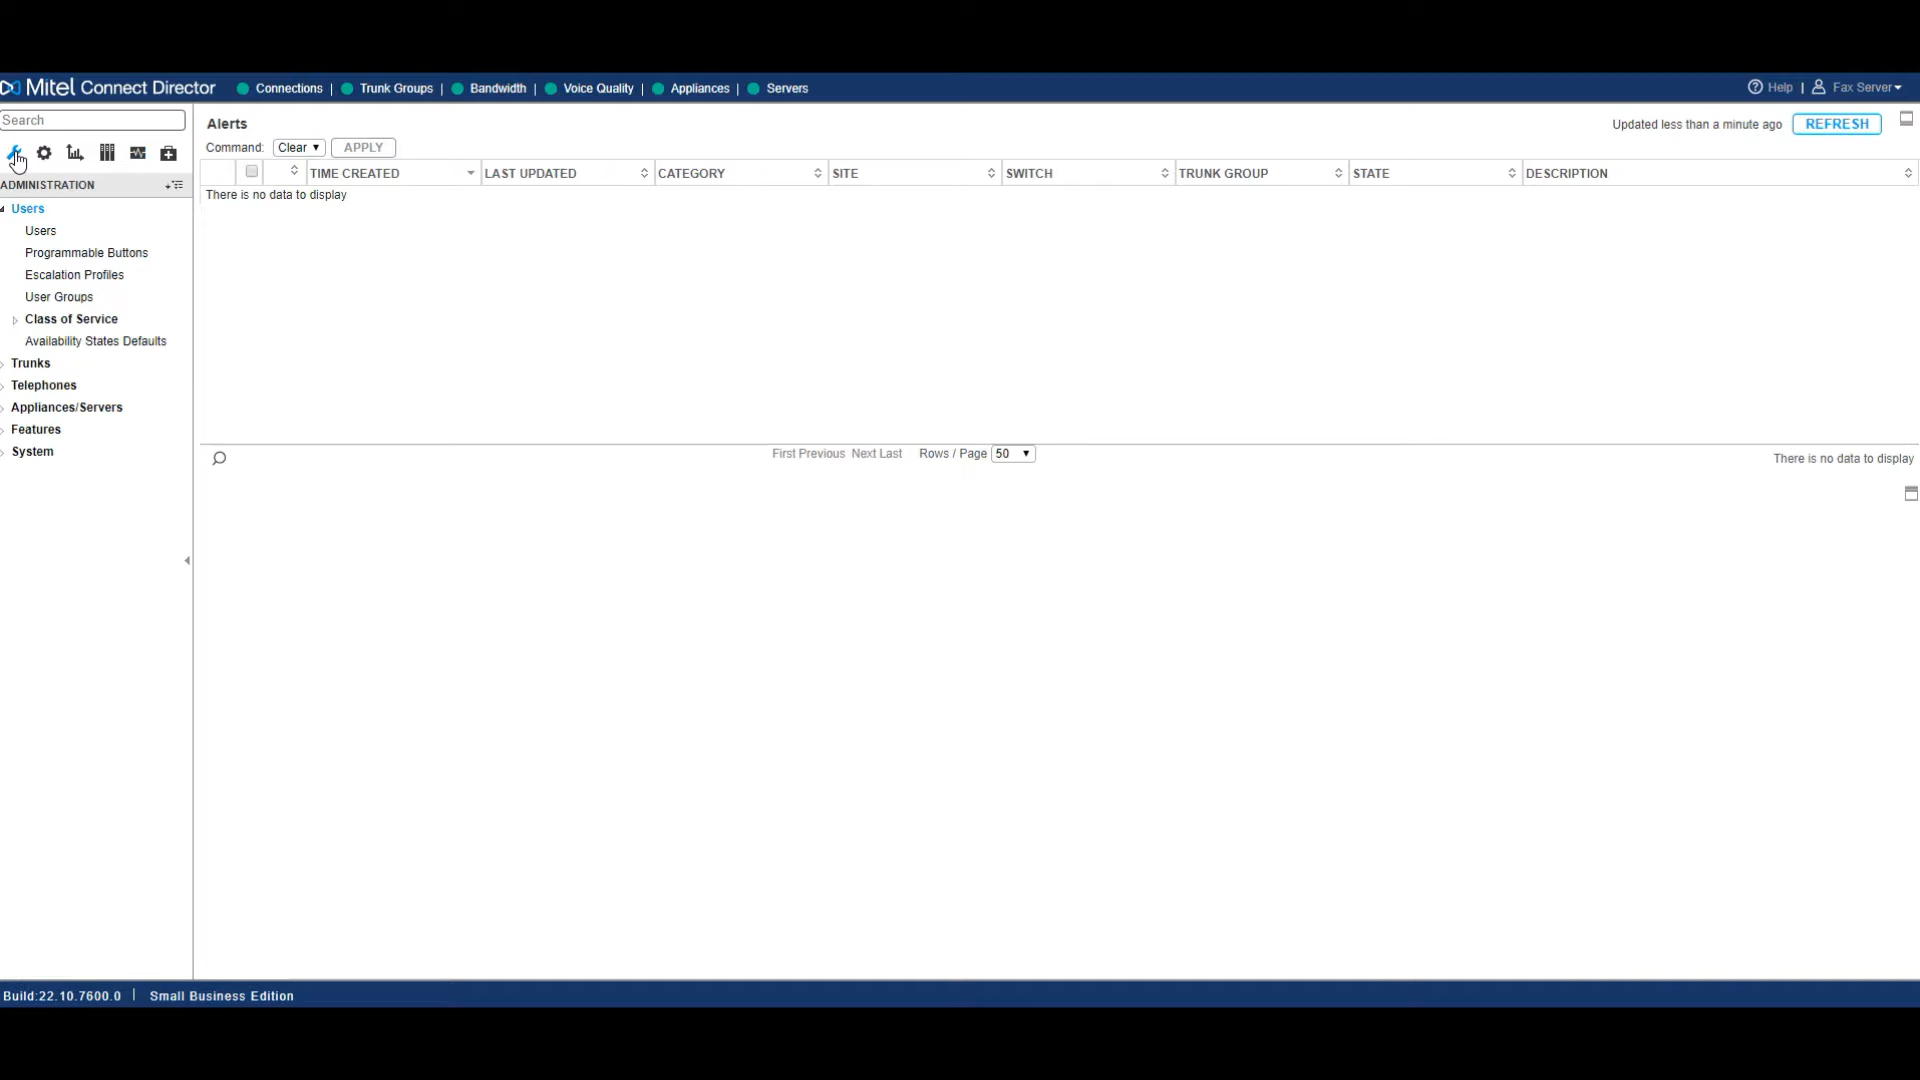 Mitel Connect Director Connections | Trunk Groups | Bandwidth | Voice Quality | Appliances | Servers Help | Fax Server
Search
Alerts
Updated less than a minute ago REFRESH
Command: Clear APPLY
TIME CREATED LAST UPDATED CATEGORY SITE SWITCH TRUNK GROUP STATE DESCRIPTION
There is no data to display
ADMINISTRATION
Users
Users
Programmable Buttons
Escalation Profiles
User Groups
Class of Service
Availability States Defaults
Trunks
Telephones
Appliances/Servers
Features
System
First Previous Next Last Rows / Page 50
There is no data to display
Build:22.10.7600.0 | Small Business Edition